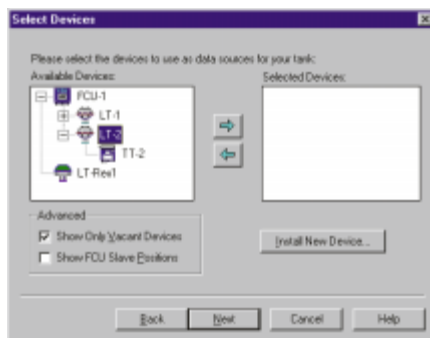 Select Devices
Please select the devices to use as data sources for your tank:
Available Devices:
Selected Devices:
FCU-1
LT-1
LT-2
TT-2
LT-Rex1
Advanced
Show Only Vacant Devices
Show FCU Slave Positions
Install New Device...
Back
Next
Cancel
Help